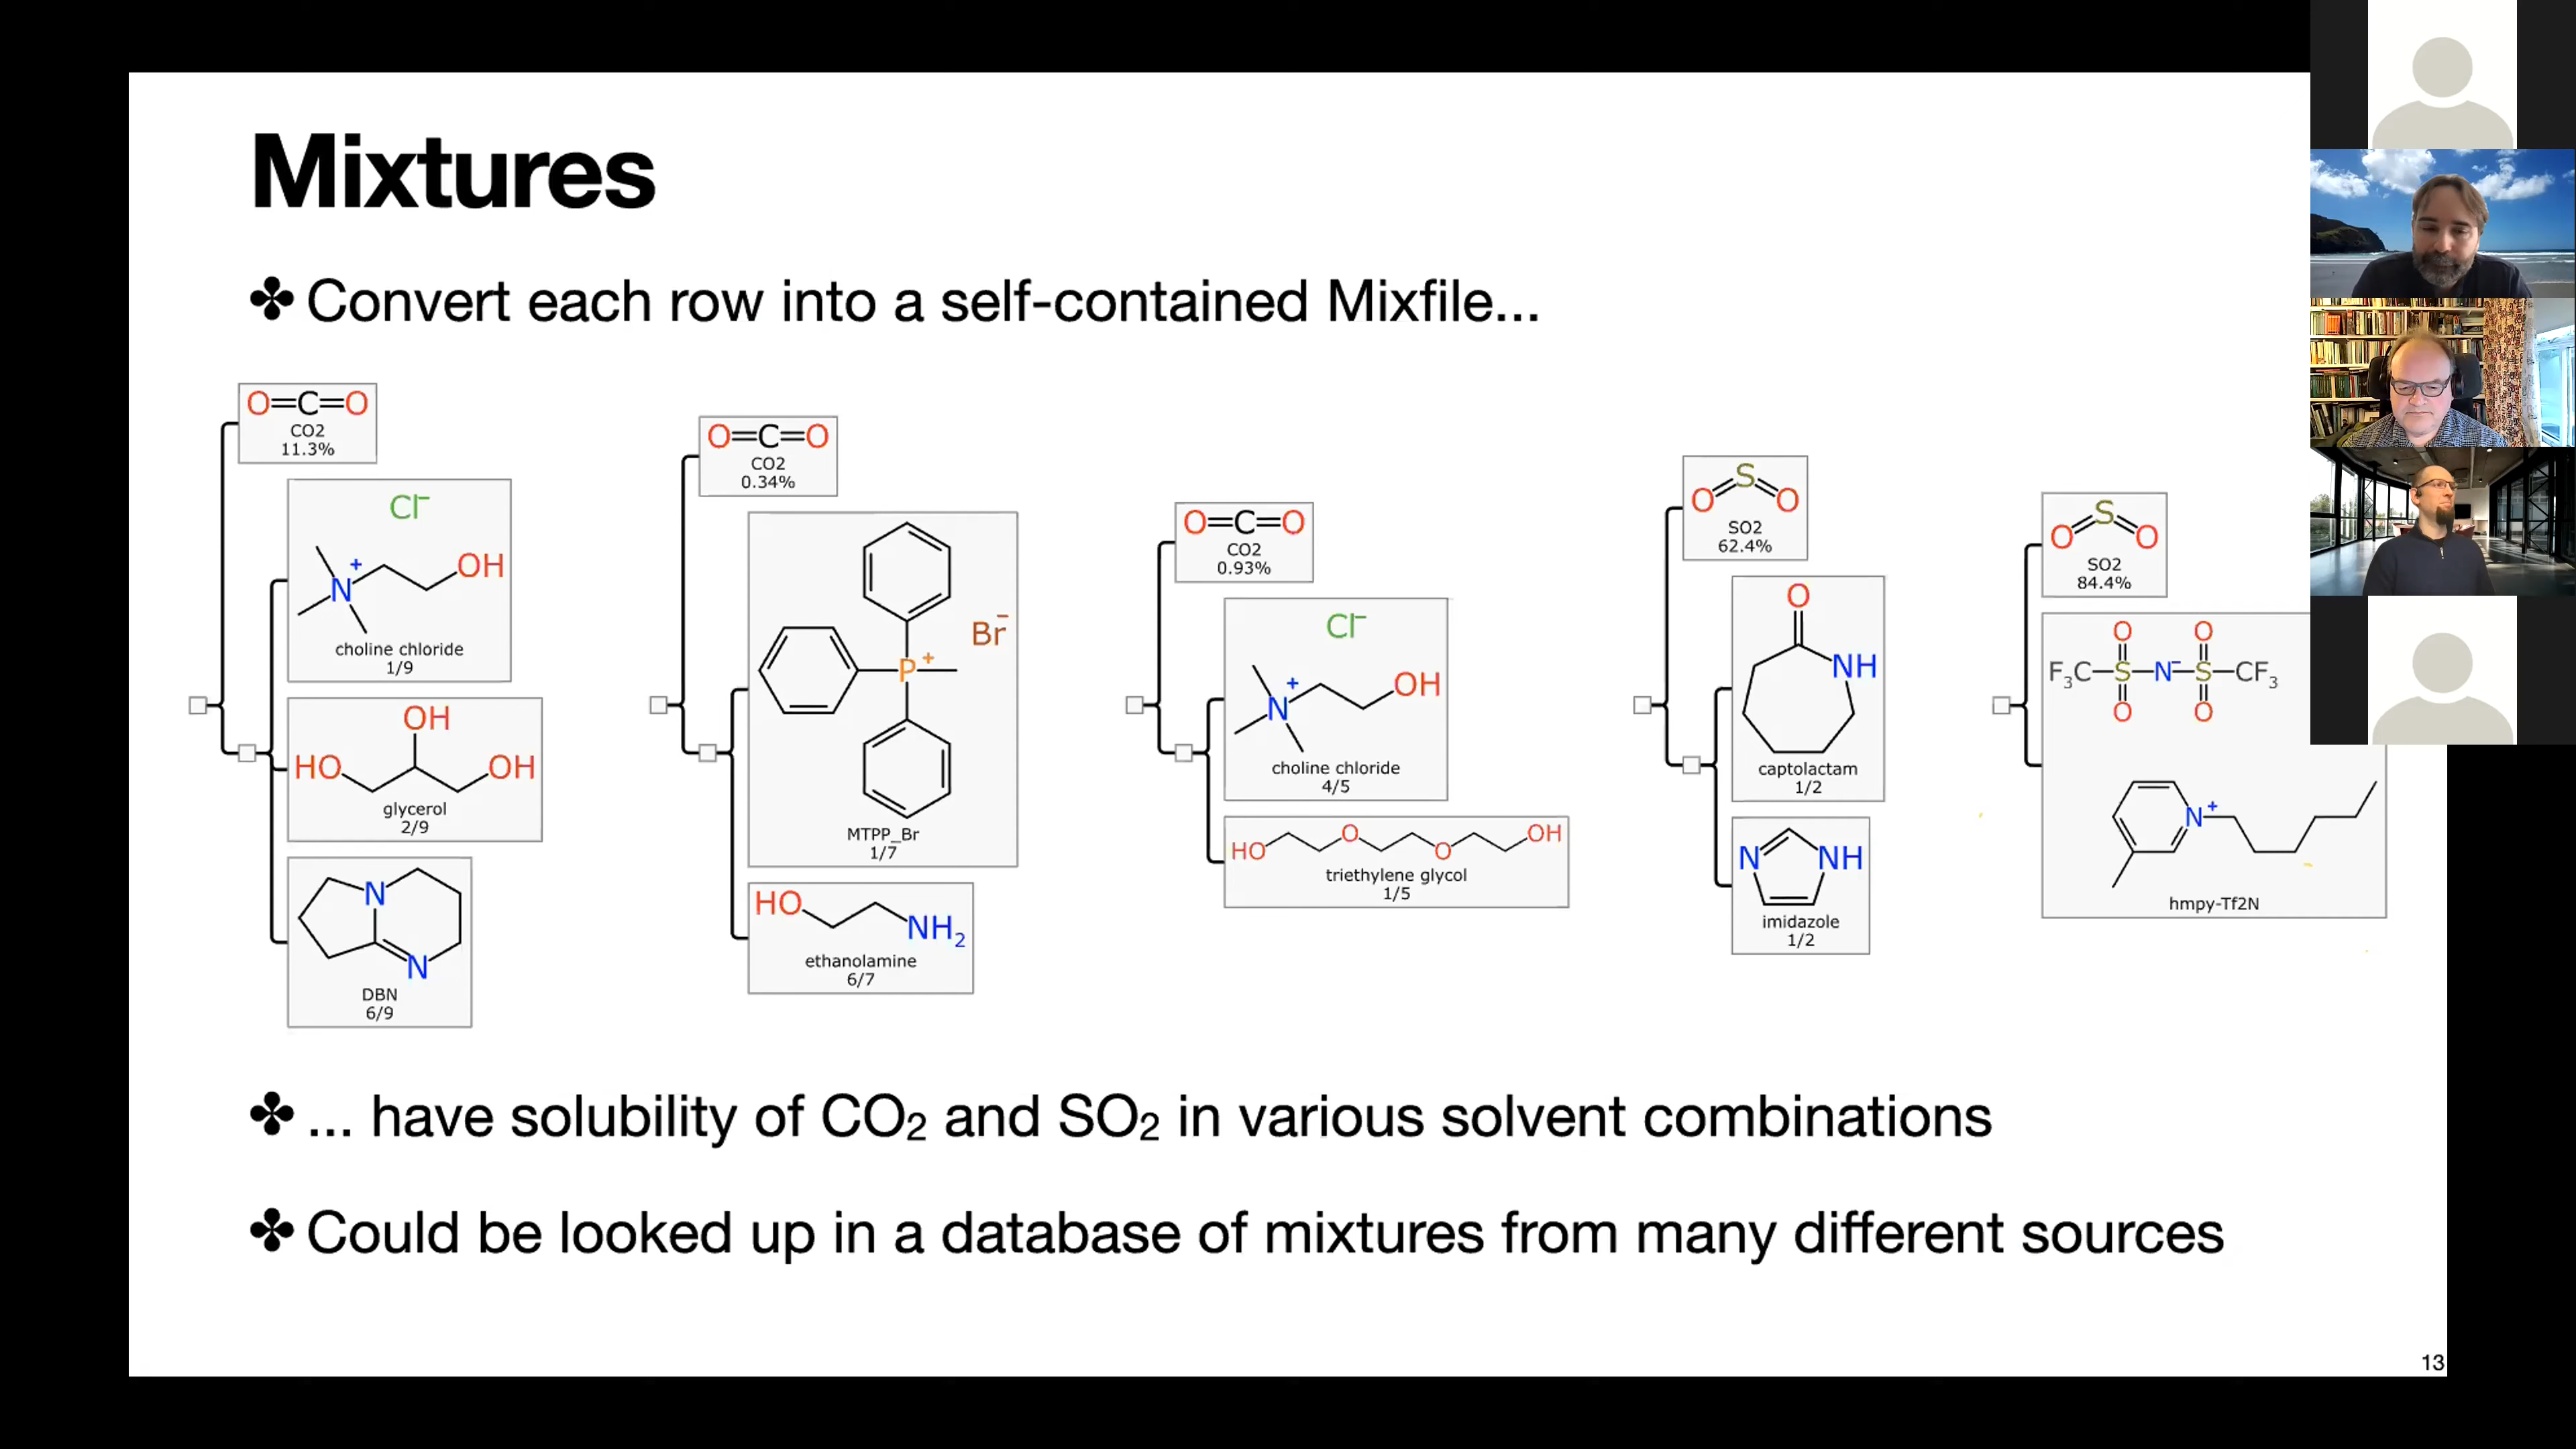 Mixtures
✤ Convert each row into a self-contained Mixfile...
O=C=O
CO2
11.3%
Cl⁻
N⁺ OH
choline chloride
1/9
OH
HO OH
glycerol
2/9
N
N
DBN
6/9
O=C=O
CO2
0.34%
P⁺ Br⁻
MTPP_Br
1/7
HO NH₂
ethanolamine
6/7
O=C=O
CO2
0.93%
Cl⁻
N⁺ OH
choline chloride
4/5
HO O O OH
triethylene glycol
1/5
S
O O
SO2
62.4%
O
NH
captolactam
1/2
N NH
imidazole
1/2
S
O O
SO2
84.4%
O O
F₃C S N⁻ S CF₃
O O
N⁺
hmpy-Tf2N
✤ ... have solubility of CO₂ and SO₂ in various solvent combinations
✤ Could be looked up in a database of mixtures from many different sources
13